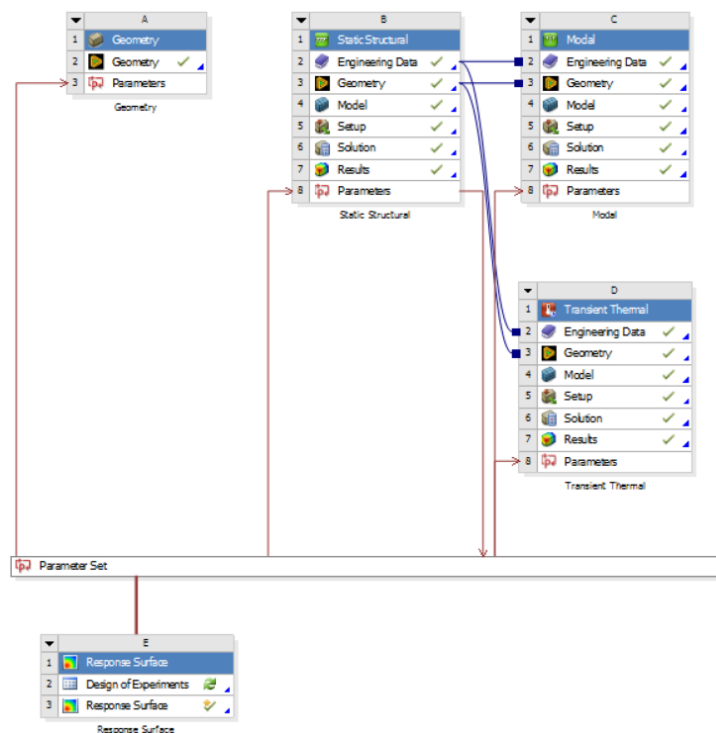 A
1 Geometry
2 Geometry
3 Parameters
Geometry
B
1 Static Structural
2 Engineering Data
3 Geometry
4 Model
5 Setup
6 Solution
7 Results
8 Parameters
Static Structural
C
1 Modal
2 Engineering Data
3 Geometry
4 Model
5 Setup
6 Solution
7 Results
8 Parameters
Modal
D
1 Transient Thermal
2 Engineering Data
3 Geometry
4 Model
5 Setup
6 Solution
7 Results
8 Parameters
Transient Thermal
Parameter Set
E
1 Response Surface
2 Design of Experiments
3 Response Surface
Response Surface